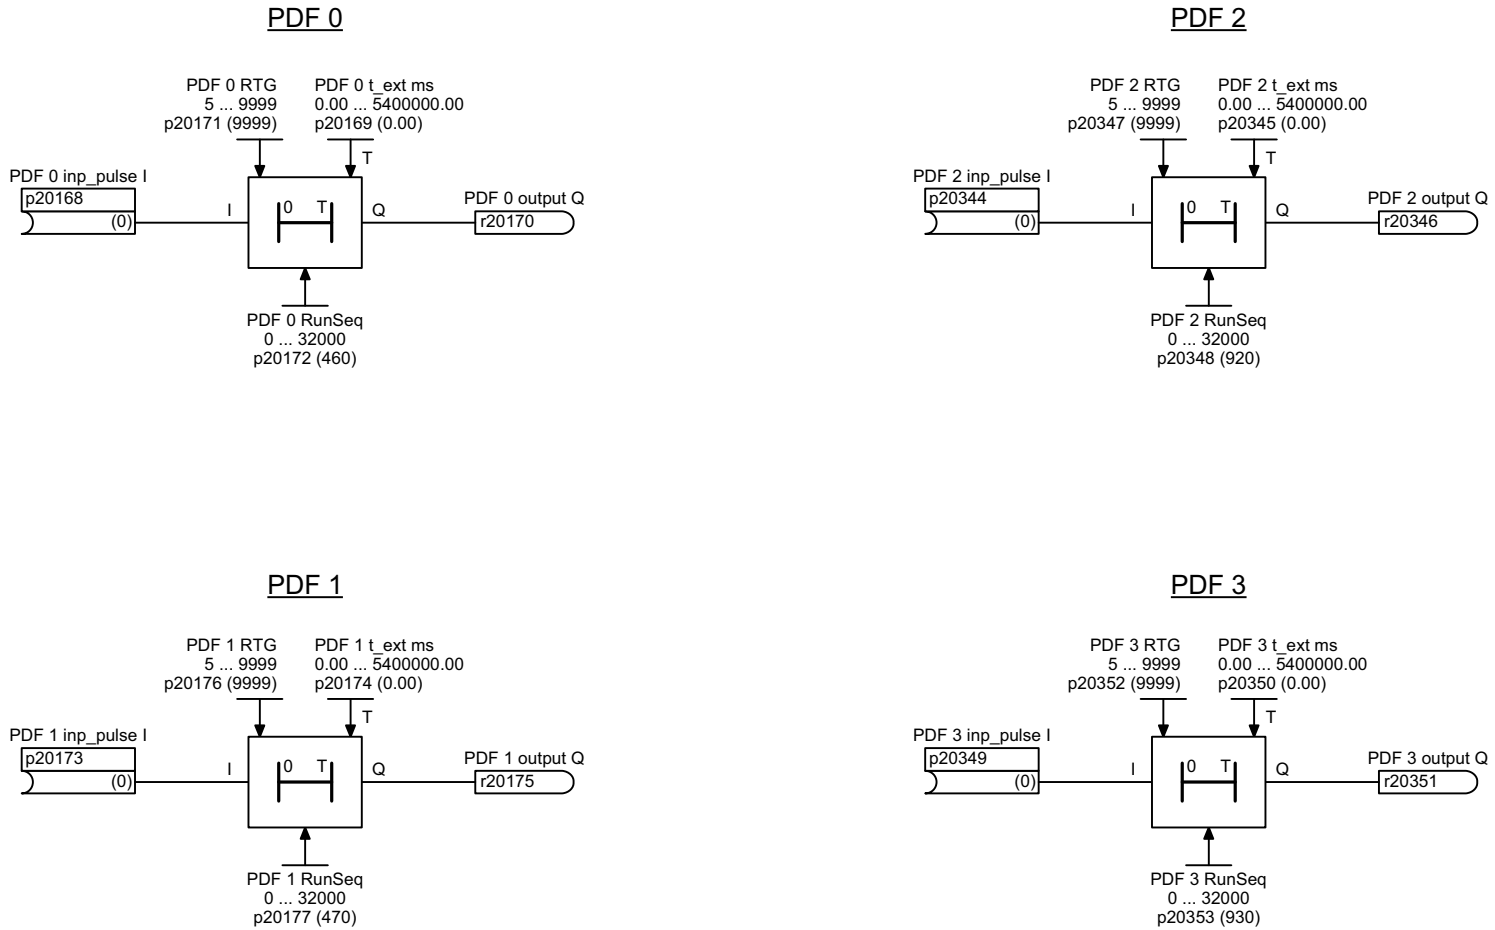 PDF 0
PDF 0 RTG
5 ... 9999
p20171 (9999)
PDF 0 t_ext ms
0.00 ... 5400000.00
p20169 (0.00)
T
PDF 0 inp_pulse I
p20168
(0)
I
0 T
Q
PDF 0 output Q
r20170
PDF 0 RunSeq
0 ... 32000
p20172 (460)
PDF 2
PDF 2 RTG
5 ... 9999
p20347 (9999)
PDF 2 t_ext ms
0.00 ... 5400000.00
p20345 (0.00)
T
PDF 2 inp_pulse I
p20344
(0)
I
0 T
Q
PDF 2 output Q
r20346
PDF 2 RunSeq
0 ... 32000
p20348 (920)
PDF 1
PDF 1 RTG
5 ... 9999
p20176 (9999)
PDF 1 t_ext ms
0.00 ... 5400000.00
p20174 (0.00)
T
PDF 1 inp_pulse I
p20173
(0)
I
0 T
Q
PDF 1 output Q
r20175
PDF 1 RunSeq
0 ... 32000
p20177 (470)
PDF 3
PDF 3 RTG
5 ... 9999
p20352 (9999)
PDF 3 t_ext ms
0.00 ... 5400000.00
p20350 (0.00)
T
PDF 3 inp_pulse I
p20349
(0)
I
0 T
Q
PDF 3 output Q
r20351
PDF 3 RunSeq
0 ... 32000
p20353 (930)